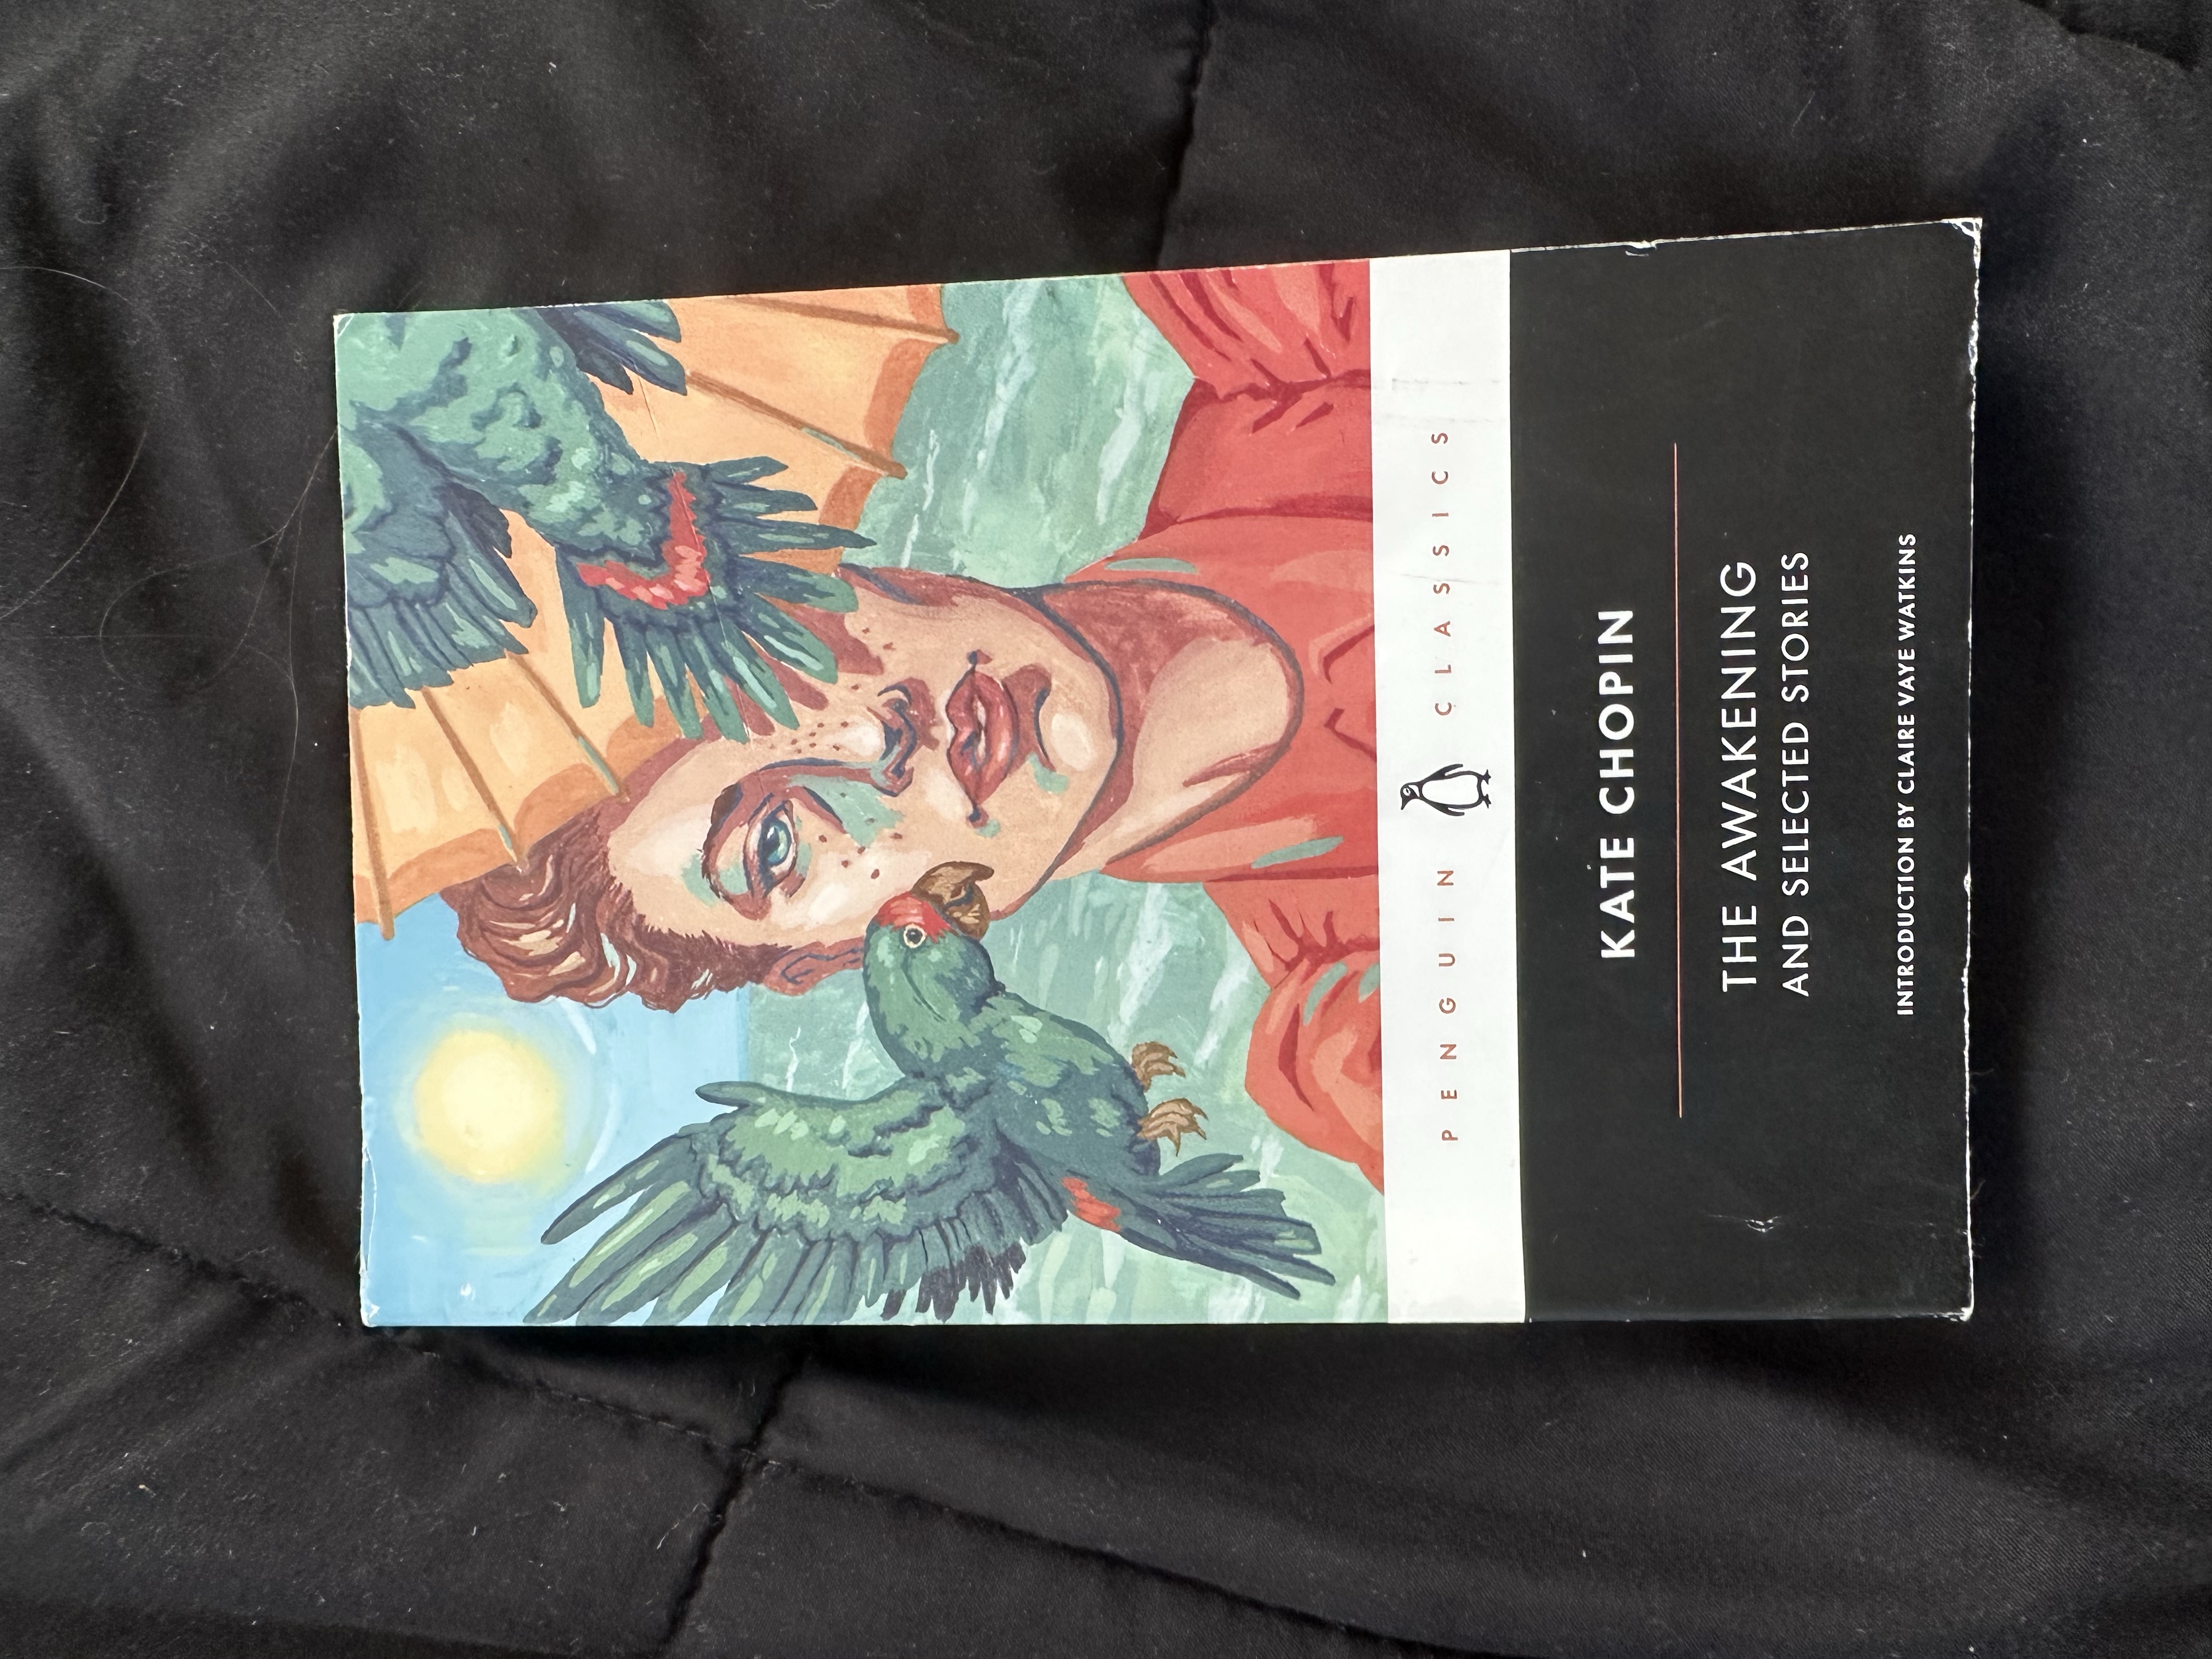 PENGUIN CLASSICS
KATE CHOPIN
THE AWAKENING
AND SELECTED STORIES
INTRODUCTION BY CLAIRE VAYE WATKINS